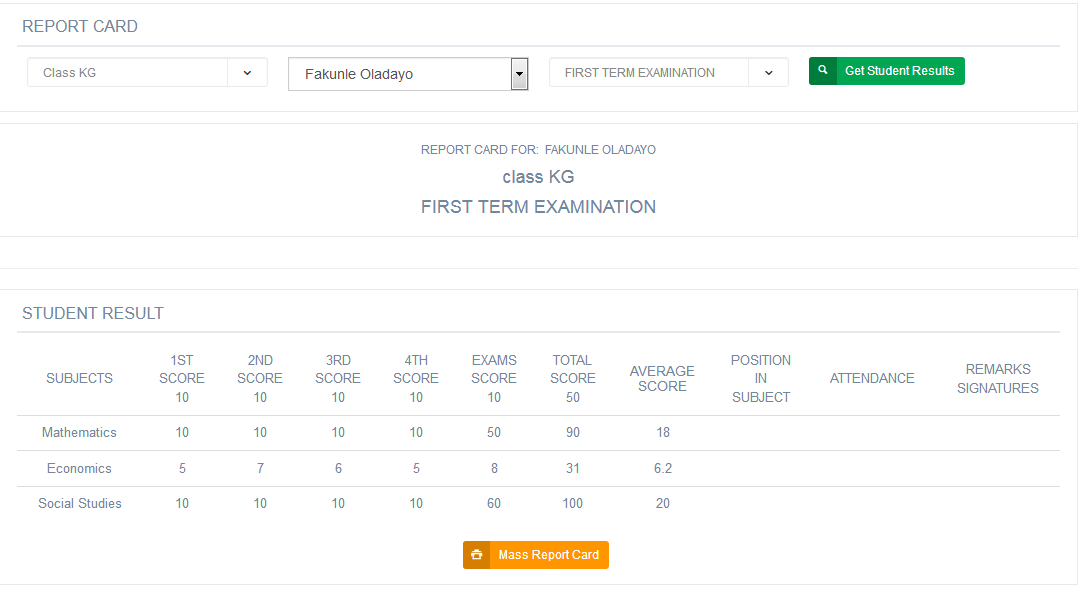 REPORT CARD
Class KG
Fakunle Oladayo
FIRST TERM EXAMINATION
Get Student Results
REPORT CARD FOR: FAKUNLE OLADAYO
class KG
FIRST TERM EXAMINATION
STUDENT RESULT
SUBJECTS
1ST
SCORE
10
2ND
SCORE
10
3RD
SCORE
10
4TH
SCORE
10
EXAMS
SCORE
10
TOTAL
SCORE
50
AVERAGE
SCORE
POSITION
IN
SUBJECT
ATTENDANCE
REMARKS
SIGNATURES
Mathematics 10 10 10 10 50 90 18
Economics 5 7 6 5 8 31 6.2
Social Studies 10 10 10 10 60 100 20
Mass Report Card